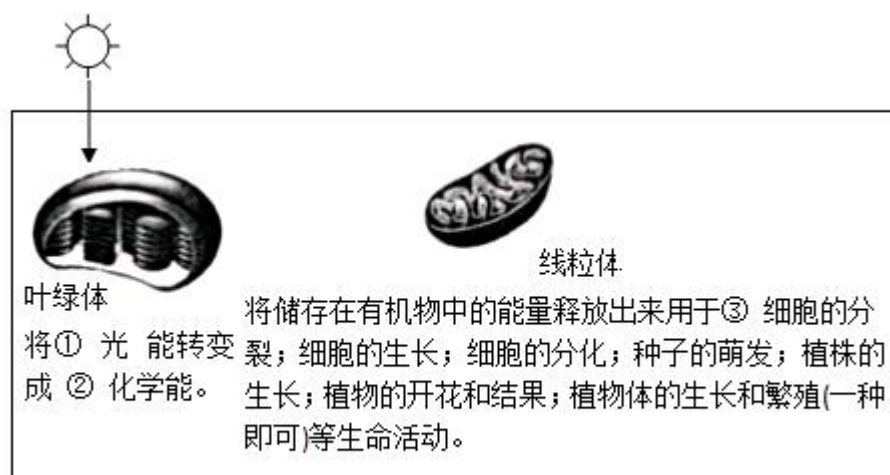 线粒体
叶绿体
将① 光 能转变
成 ② 化学能。
将储存在有机物中的能量释放出来用于③ 细胞的分
裂；细胞的生长；细胞的分化；种子的萌发；植株的
生长；植物的开花和结果；植物体的生长和繁殖(一种
即可)等生命活动。